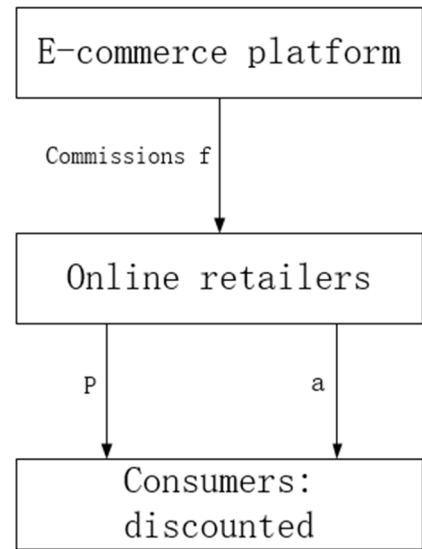 E-commerce platform
Commissions f
Online retailers
P
a
Consumers:
discounted